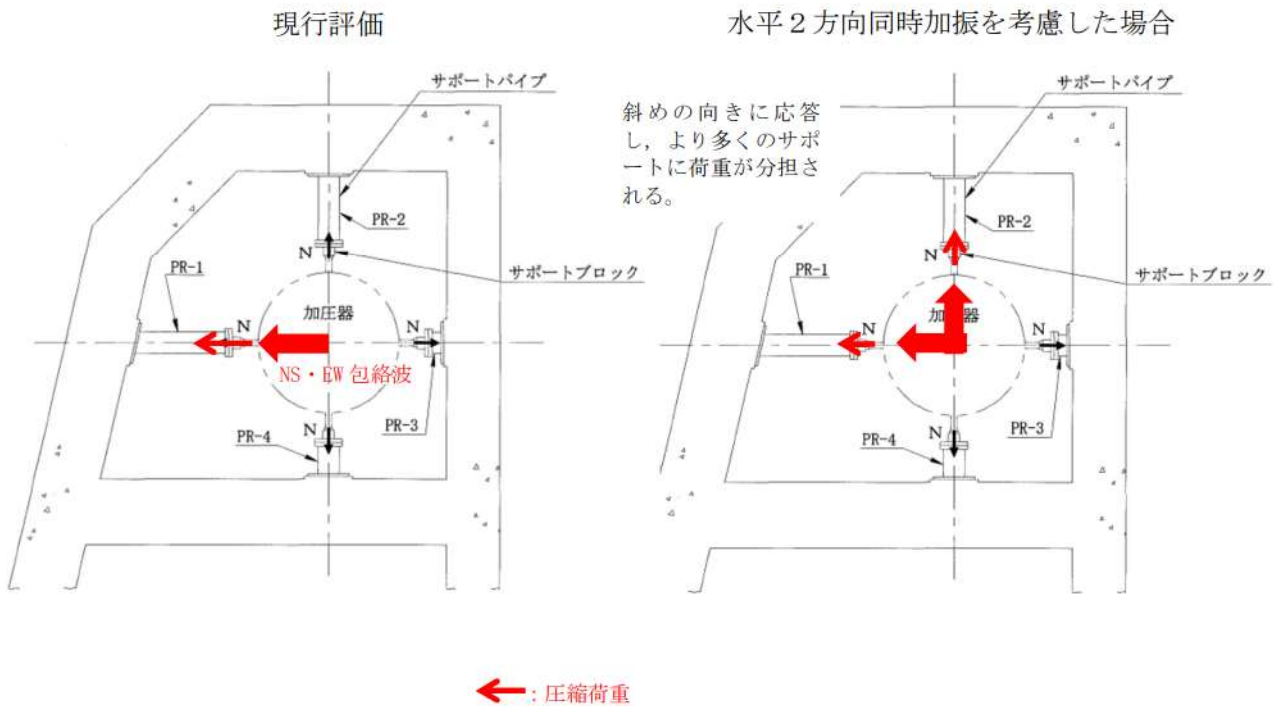 現行評価
水平2方向同時加振を考慮した場合
サポートパイプ
PR-2
N
サポートブロック
PR-1
N
加圧器
N
NS・EW 包絡波
PR-4
N
PR-3
斜めの向きに応答
し，より多くのサポ
ートに荷重が分担さ
れる。
サポートパイプ
PR-2
N
サポートブロック
PR-1
N
加
器
N
PR-4
N
PR-3
：圧縮荷重